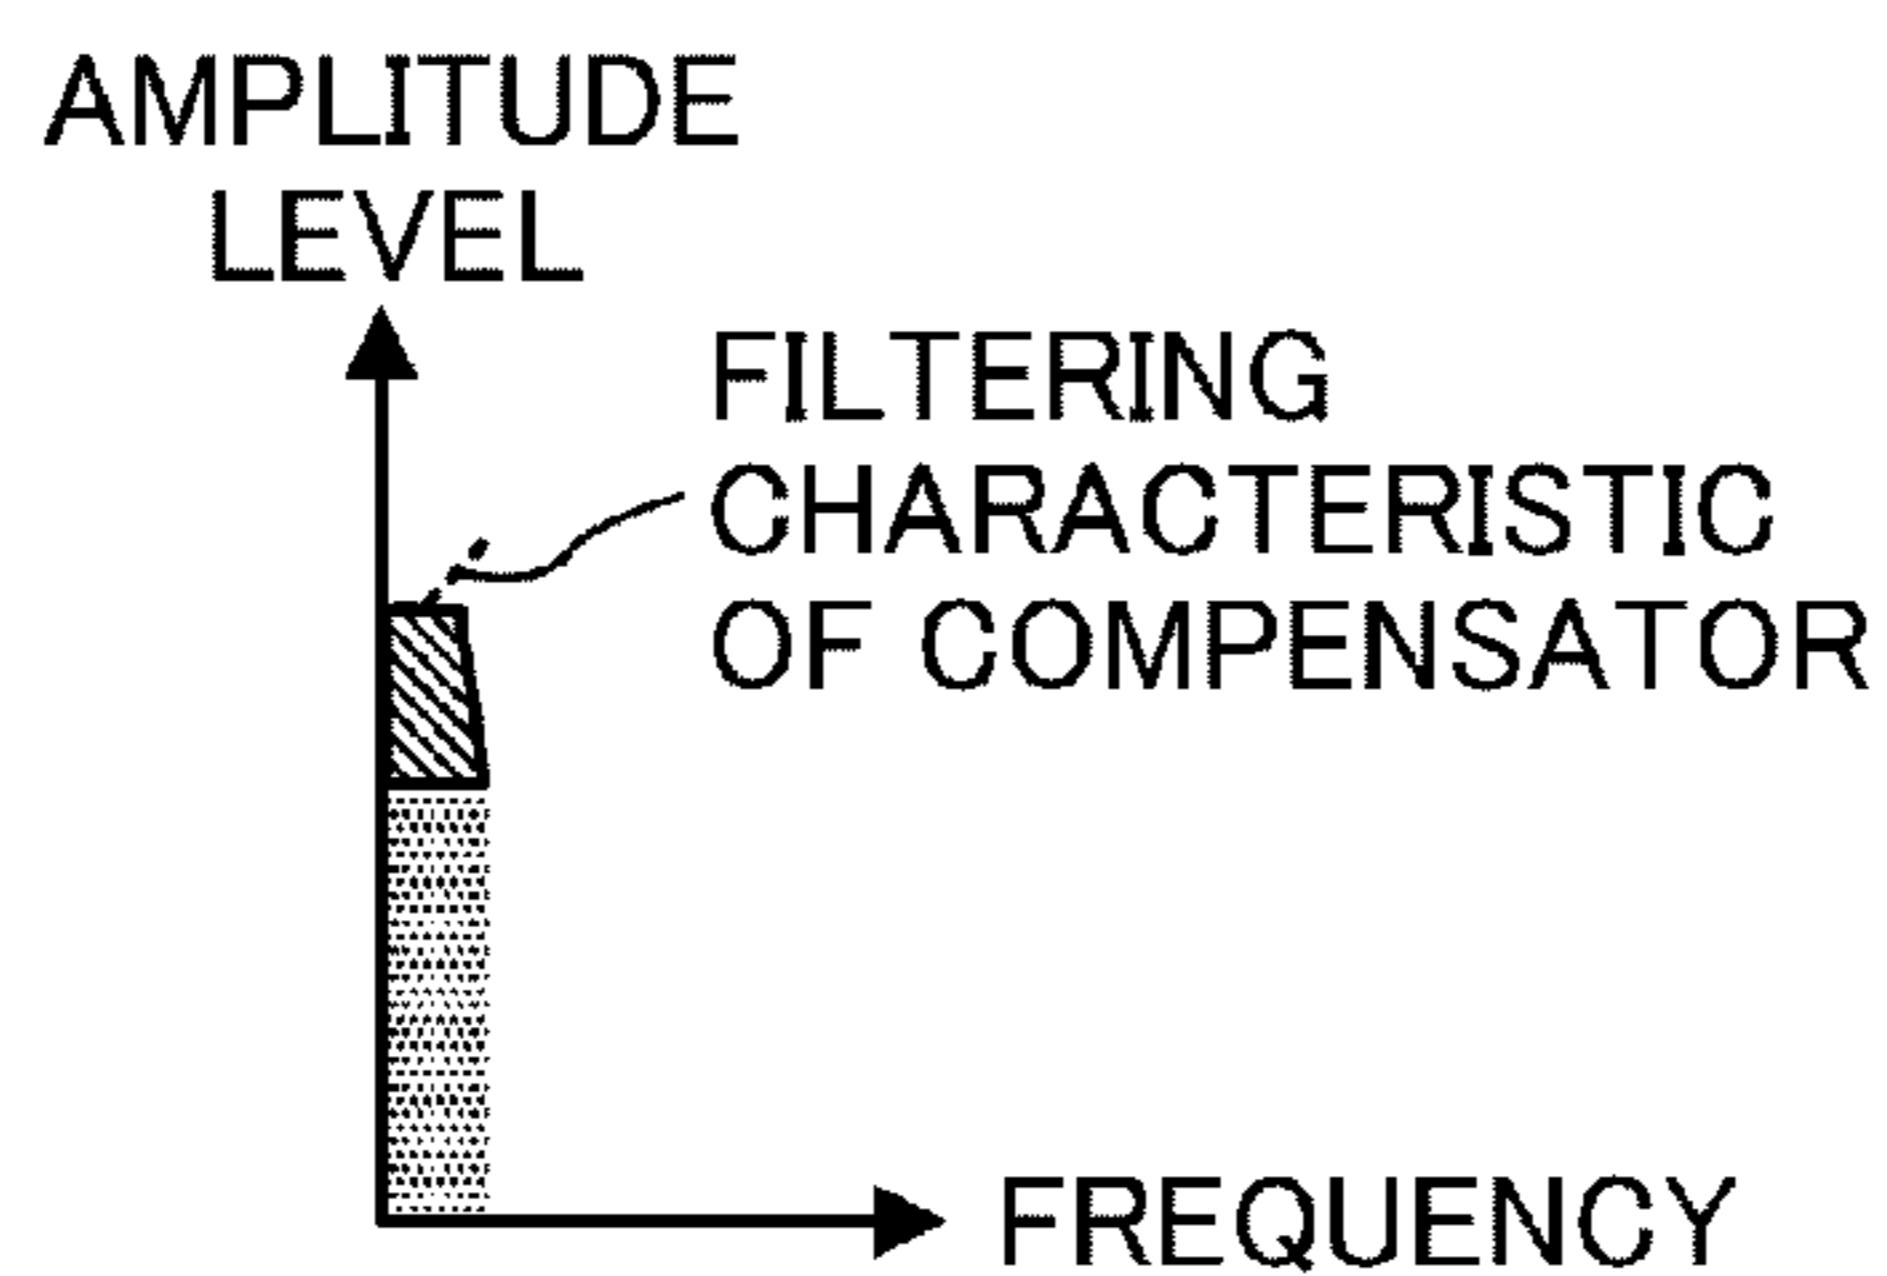 AMPLITUDE
LEVEL
FILTERING
CHARACTERISTIC
OF COMPENSATOR
FREQUENCY